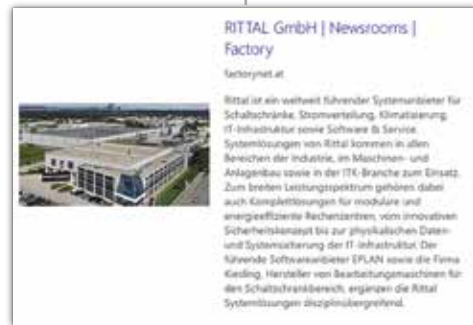 RITTAL GmbH | Newsrooms |
Factory
factorynet.at
Rittal ist ein weltweit führender Systemanbieter für
Schaltschränke, Stromverteilung, Klimatisierung,
IT-Infrastruktur sowie Software & Service.
Systemlösungen von Rittal kommen in allen
Bereichen der Industrie, im Maschinen- und
Anlagenbau sowie in der ITK-Branche zum Einsatz.
Zum breiten Leistungsspektrum gehören dabei
auch Komplettlösungen für modulare und
energieeffiziente Rechenzentren, vom innovativen
Sicherheitskonzept bis zur physikalischen Daten-
und Systemsicherung der IT-Infrastruktur. Der
führende Softwareanbieter EPLAN sowie die Firma
Kiesling, Hersteller von Bearbeitungsmaschinen für
den Schaltschrankbereich, ergänzen die Rittal
Systemlösungen disziplinübergreifend.